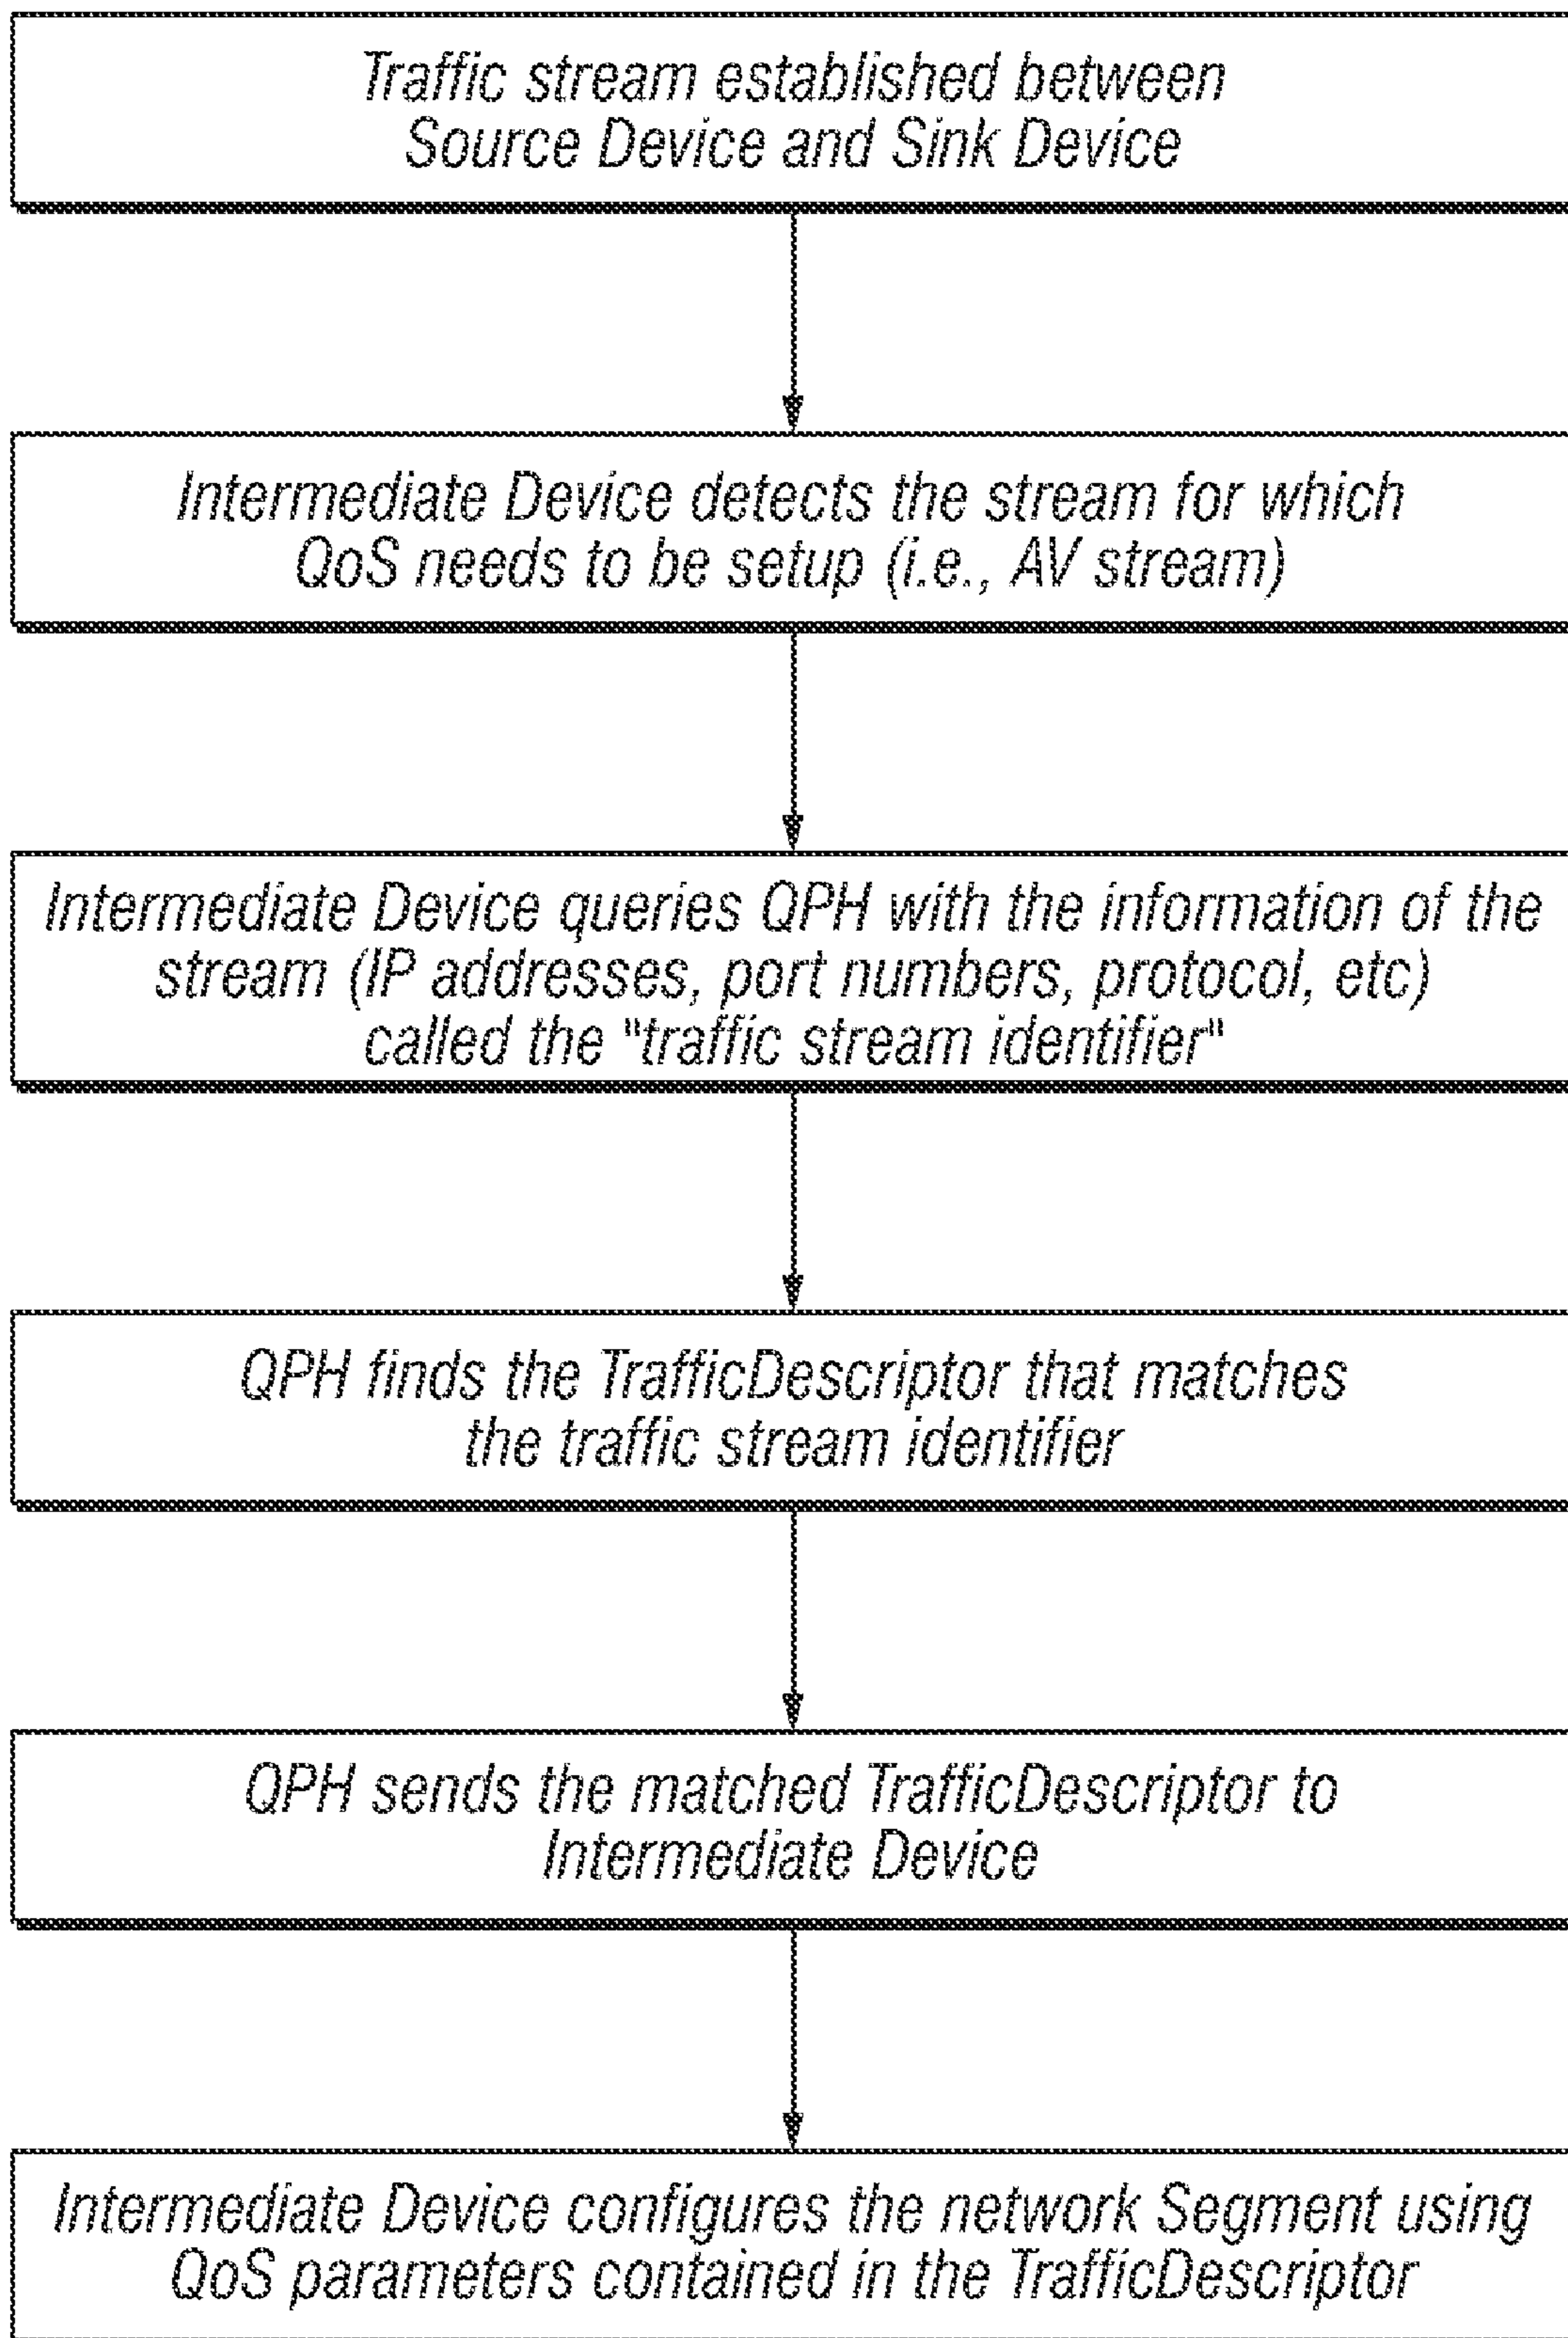 Traffic stream established between
Source Device and Sink Device
Intermediate Device detects the stream for which
QoS needs to be setup (i.e., AV stream)
Intermediate Device queries QPH with the information of the
stream (IP addresses, port numbers, protocol, etc)
called the "traffic stream identifier"
QPH finds the TrafficDescriptor that matches
the traffic stream identifier
QPH sends the matched TrafficDescriptor to
Intermediate Device
Intermediate Device configures the network Segment using
QoS parameters contained in the TrafficDescriptor